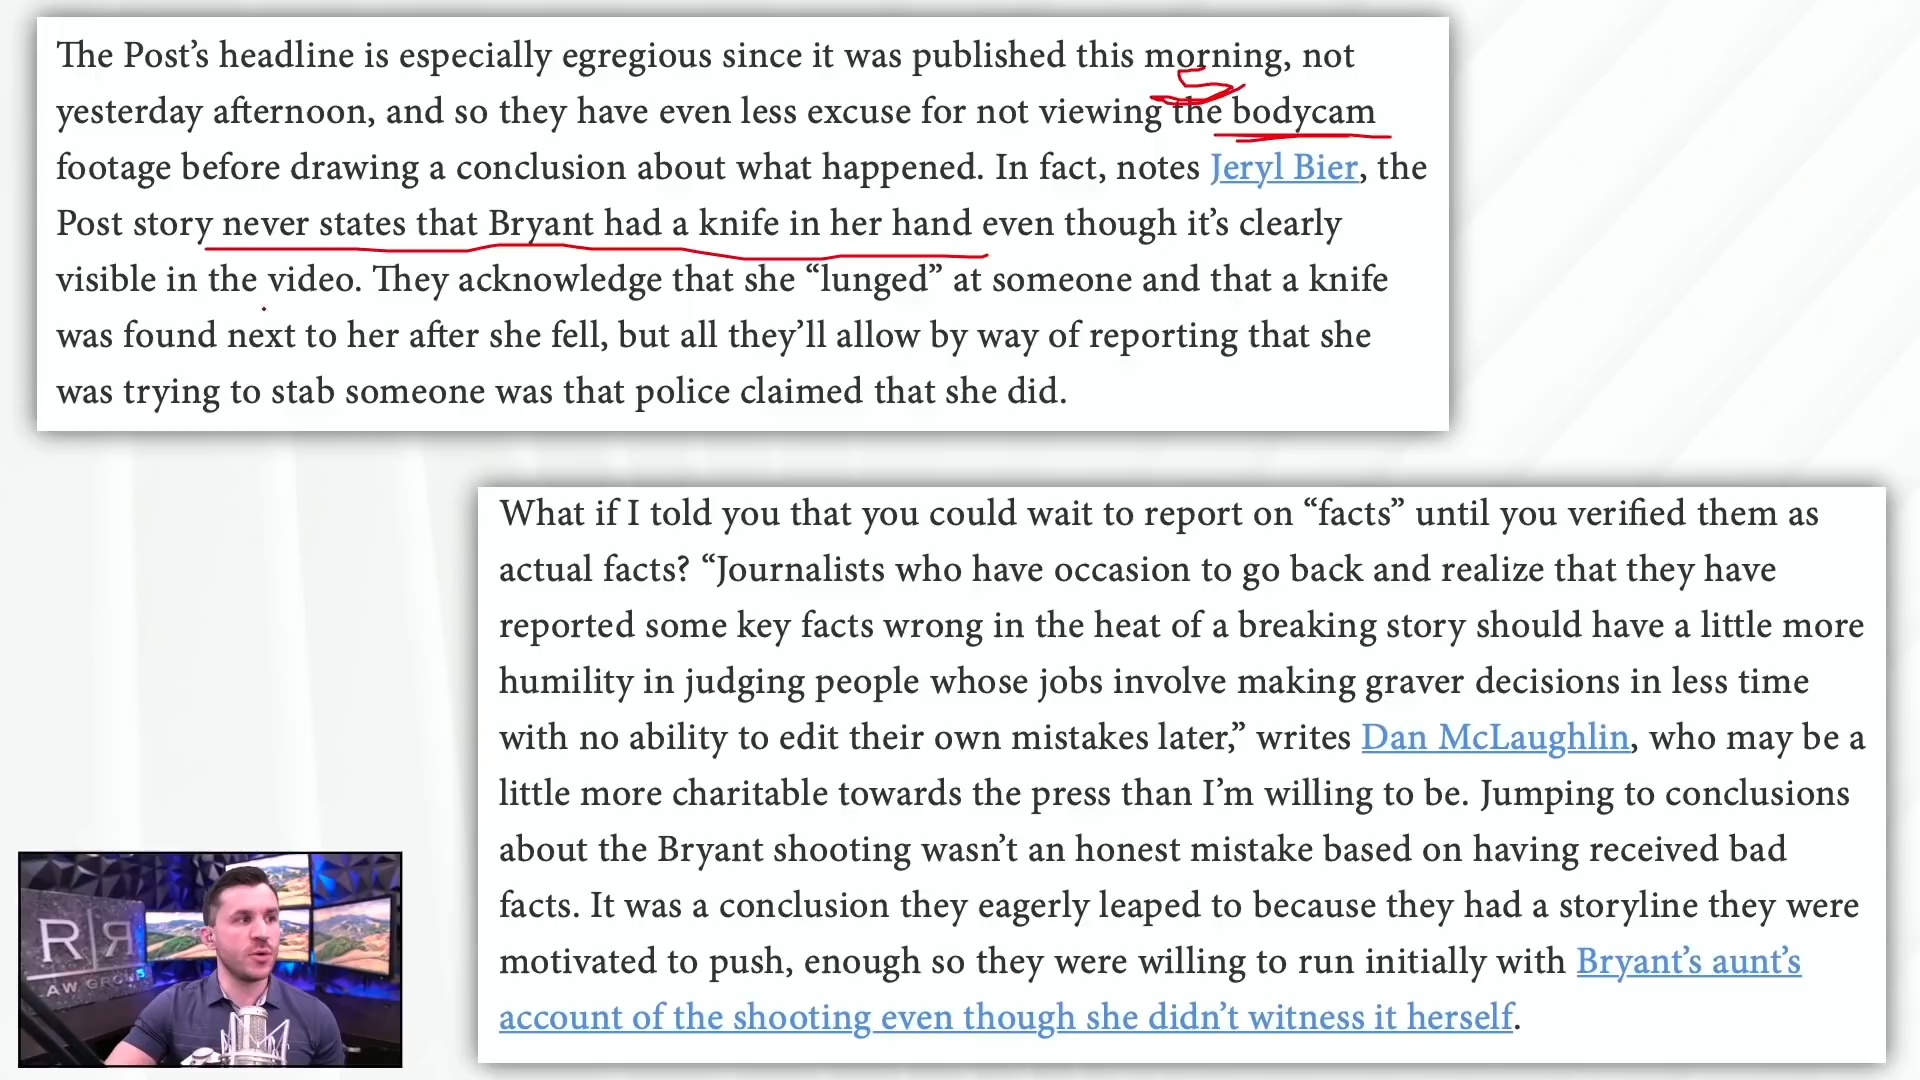 The Post’s headline is especially egregious since it was published this morning, not
yesterday afternoon, and so they have even less excuse for not viewing the bodycam
footage before drawing a conclusion about what happened. In fact, notes Jeryl Bier, the
Post story never states that Bryant had a knife in her hand even though it’s clearly
visible in the video. They acknowledge that she “lunged” at someone and that a knife
was found next to her after she fell, but all they’ll allow by way of reporting that she
was trying to stab someone was that police claimed that she did.
What if I told you that you could wait to report on “facts” until you verified them as
actual facts? “Journalists who have occasion to go back and realize that they have
reported some key facts wrong in the heat of a breaking story should have a little more
humility in judging people whose jobs involve making graver decisions in less time
with no ability to edit their own mistakes later,” writes Dan McLaughlin, who may be a
little more charitable towards the press than I’m willing to be. Jumping to conclusions
about the Bryant shooting wasn’t an honest mistake based on having received bad
facts. It was a conclusion they eagerly leaped to because they had a storyline they were
motivated to push, enough so they were willing to run initially with Bryant’s aunt’s
account of the shooting even though she didn’t witness it herself.
R|R